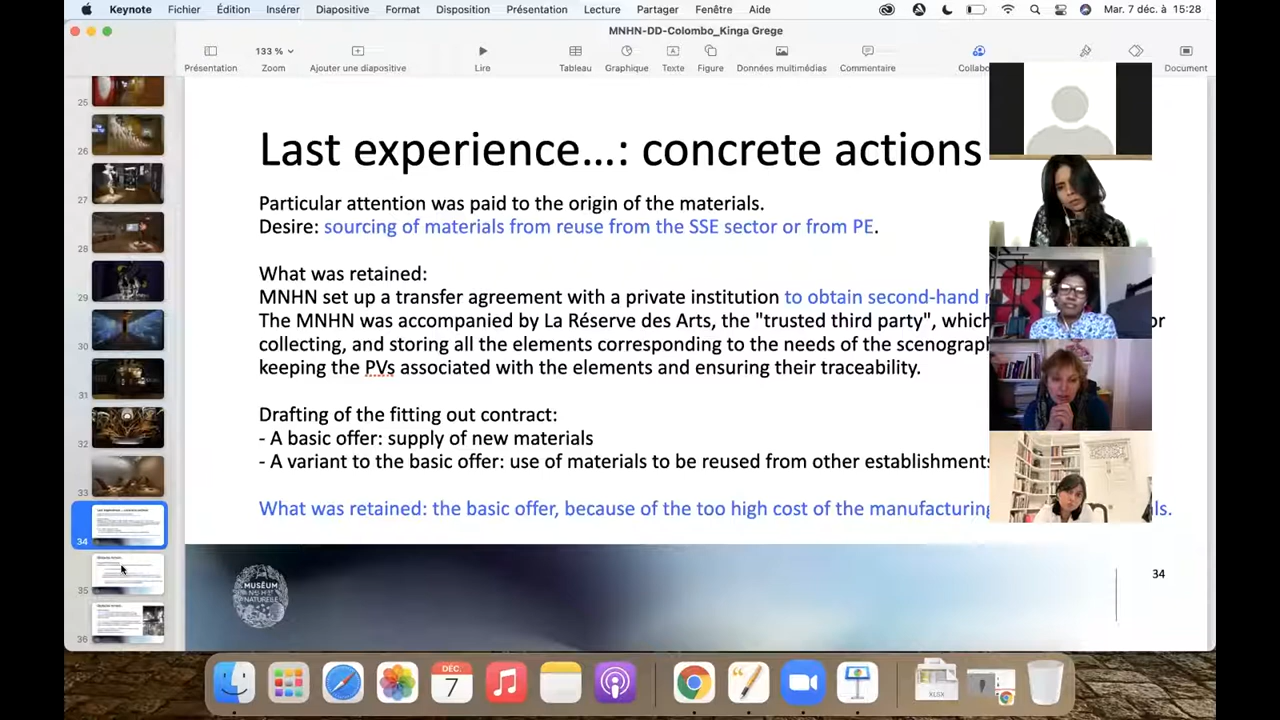 Keynote Fichier Édition Insérer Diapositive Format Disposition Présentation Lecture Partager Fenêtre Aide Mar. 7 déc. à 15:28
MNHN-DD-Colombo_Kinga Grege
133 %
Présentation Zoom Ajouter une diapositive Lire Tableau Graphique Texte Figure Données multimédias Commentaire Collabo Document
25
26
27
28
29
30
31
32
33
34
35
36
Last experience…: concrete actions
Particular attention was paid to the origin of the materials.
Desire: sourcing of materials from reuse from the SSE sector or from PE.
What was retained:
MNHN set up a transfer agreement with a private institution to obtain second-hand
The MNHN was accompanied by La Réserve des Arts, the "trusted third party", which or
collecting, and storing all the elements corresponding to the needs of the scenograph
keeping the PVs associated with the elements and ensuring their traceability.
Drafting of the fitting out contract:
- A basic offer: supply of new materials
- A variant to the basic offer: use of materials to be reused from other establishments
What was retained: the basic offer, because of the too high cost of the manufacturing ls.
MUSÉUM
NATURELLE
34
DÉC.
7
XLSX